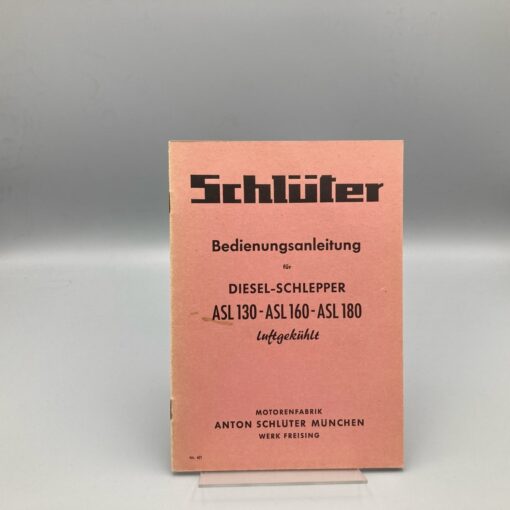 Schlüter
Bedienungsanleitung
für
DIESEL-SCHLEPPER
ASL 130 - ASL 160 - ASL 180
luftgekühlt
MOTORENFABRIK
ANTON SCHLÜTER MÜNCHEN
WERK FREISING